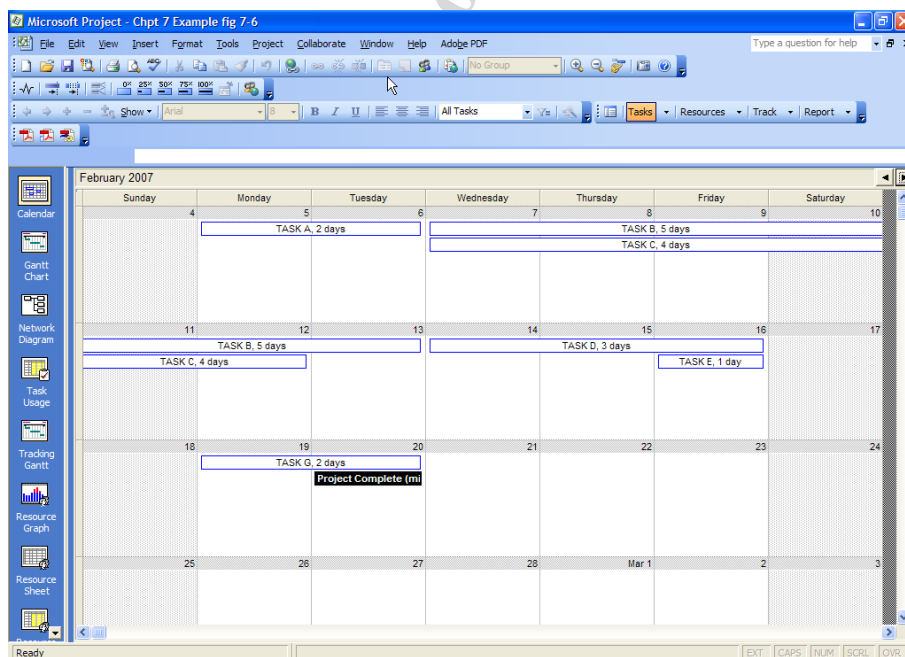 Microsoft Project - Chpt 7 Example fig 7-6
File Edit View Insert Format Tools Project Collaborate Window Help Adobe PDF Type a question for help
No Group
0% 25% 50% 75% 100%
Show Arial 8 B I U All Tasks Tasks Resources Track Report
February 2007
Sunday Monday Tuesday Wednesday Thursday Friday Saturday
Calendar
4 5 6 7 8 9 10
TASK A, 2 days TASK B, 5 days
TASK C, 4 days
Gantt
Chart
Network
Diagram
11 12 13 14 15 16 17
TASK B, 5 days TASK D, 3 days
TASK C, 4 days TASK E, 1 day
Task
Usage
Tracking
Gantt
18 19 20 21 22 23 24
TASK G, 2 days
Project Complete (mi
Resource
Graph
25 26 27 28 Mar 1 2 3
Resource
Sheet
Ready EXT CAPS NUM SCRL OVR